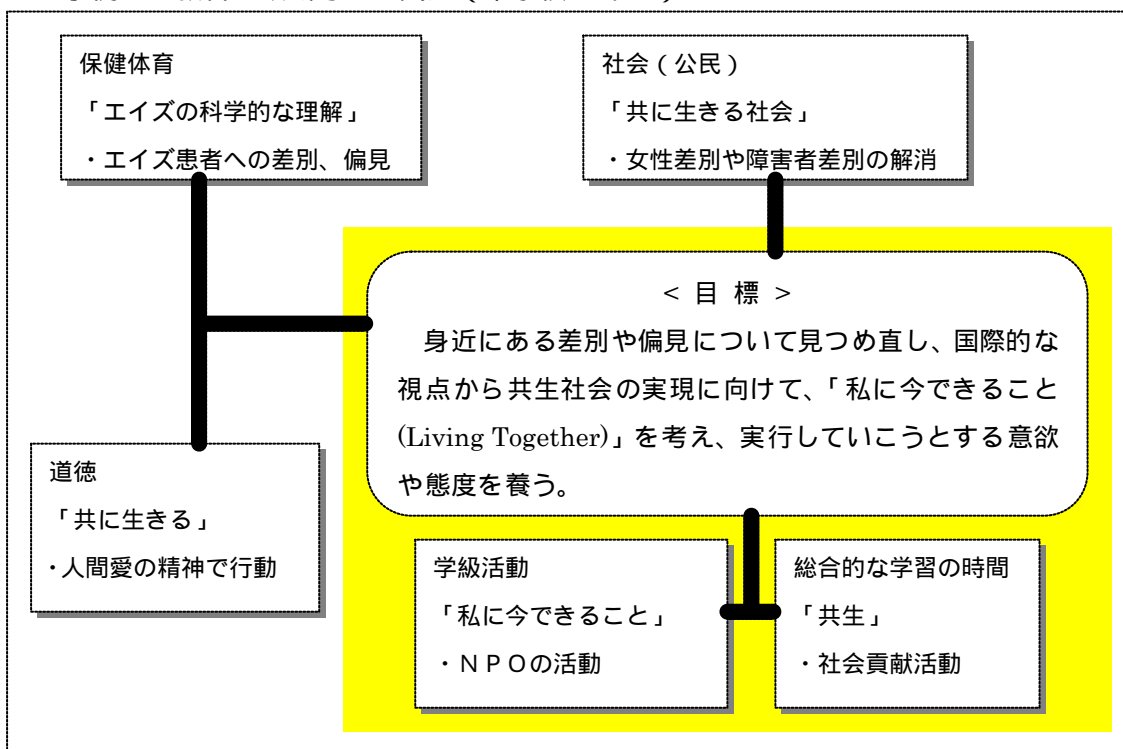 保健体育
「エイズの科学的な理解」
・エイズ患者への差別、偏見
社会（公民）
「共に生きる社会」
・女性差別や障害者差別の解消
＜目標＞
身近にある差別や偏見について見つめ直し、国際的な
視点から共生社会の実現に向けて、「私に今できること
(Living Together)」を考え、実行していこうとする意欲
や態度を養う。
道徳
「共に生きる」
・人間愛の精神で行動
学級活動
「私に今できること」
・ＮＰＯの活動
総合的な学習の時間
「共生」
・社会貢献活動